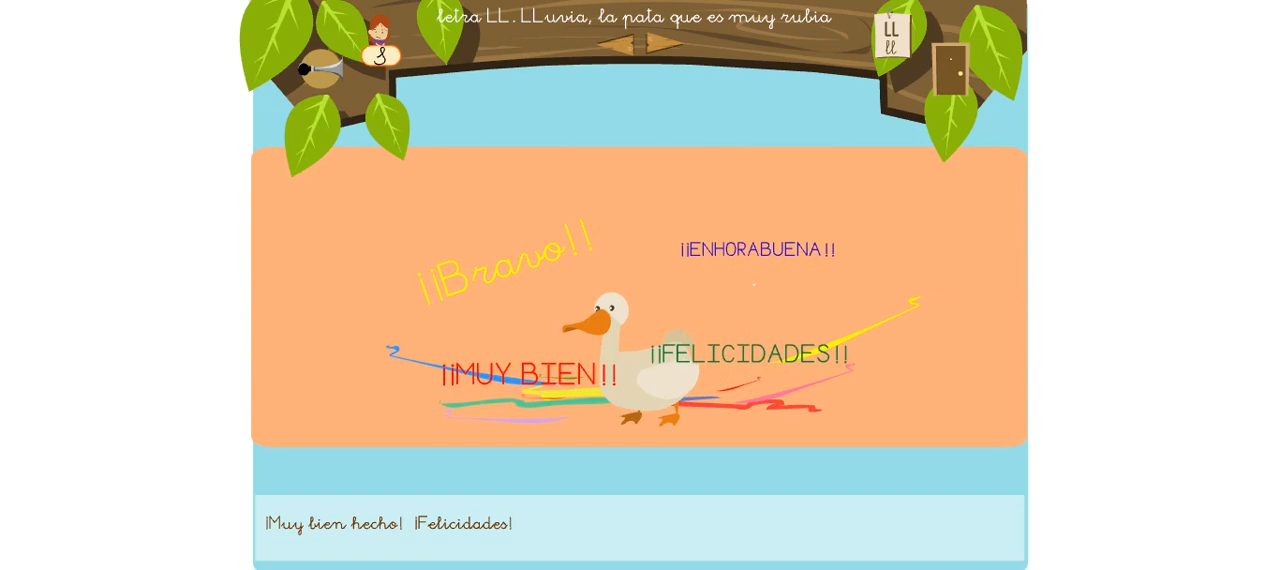 letra LL. LLuvia, la pata que es muy rubia
LL
ll
¡¡Bravo!!
¡¡ENHORABUENA!!
¡¡FELICIDADES!!
¡¡MUY BIEN!!
¡Muy bien hecho! ¡Felicidades!